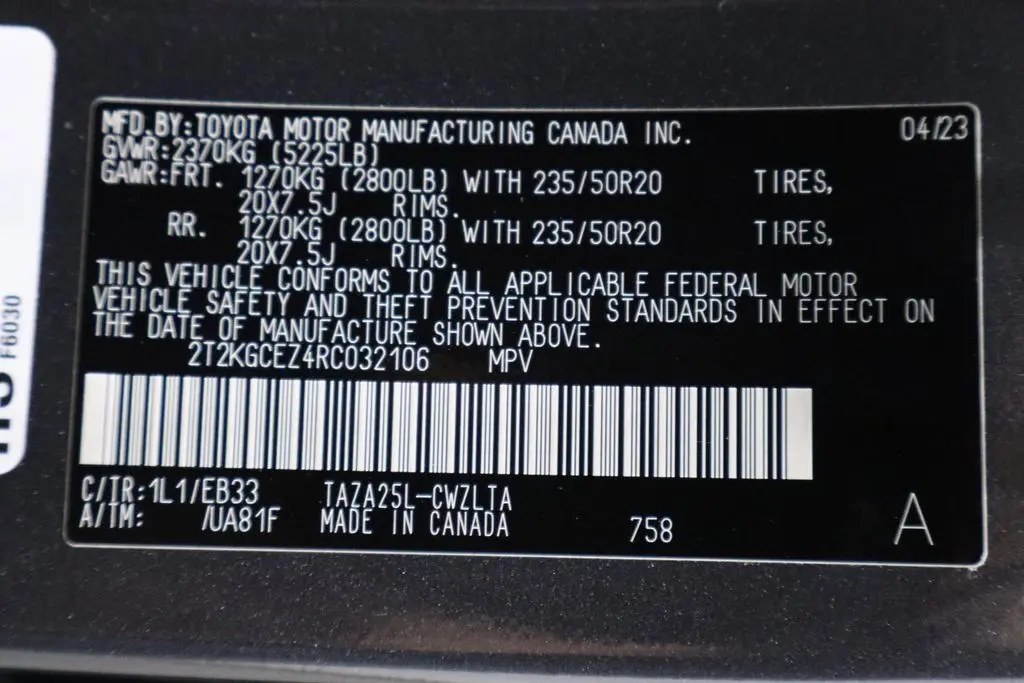 MFD.BY:TOYOTA MOTOR MANUFACTURING CANADA INC. 04/23
GVWR:2370KG (5225LB)
GAWR:FRT. 1270KG (2800LB) WITH 235/50R20 TIRES,
20X7.5J RIMS.
RR. 1270KG (2800LB) WITH 235/50R20 TIRES,
20X7.5J RIMS.
THIS VEHICLE CONFORMS TO ALL APPLICABLE FEDERAL MOTOR
VEHICLE SAFETY AND THEFT PREVENTION STANDARDS IN EFFECT ON
THE DATE OF MANUFACTURE SHOWN ABOVE.
2T2KGCEZ4RC032106 MPV
C/TR:1L1/EB33 TAZA25L-CWZLTA
A/TM: /UA81F MADE IN CANADA 758 A
F6030